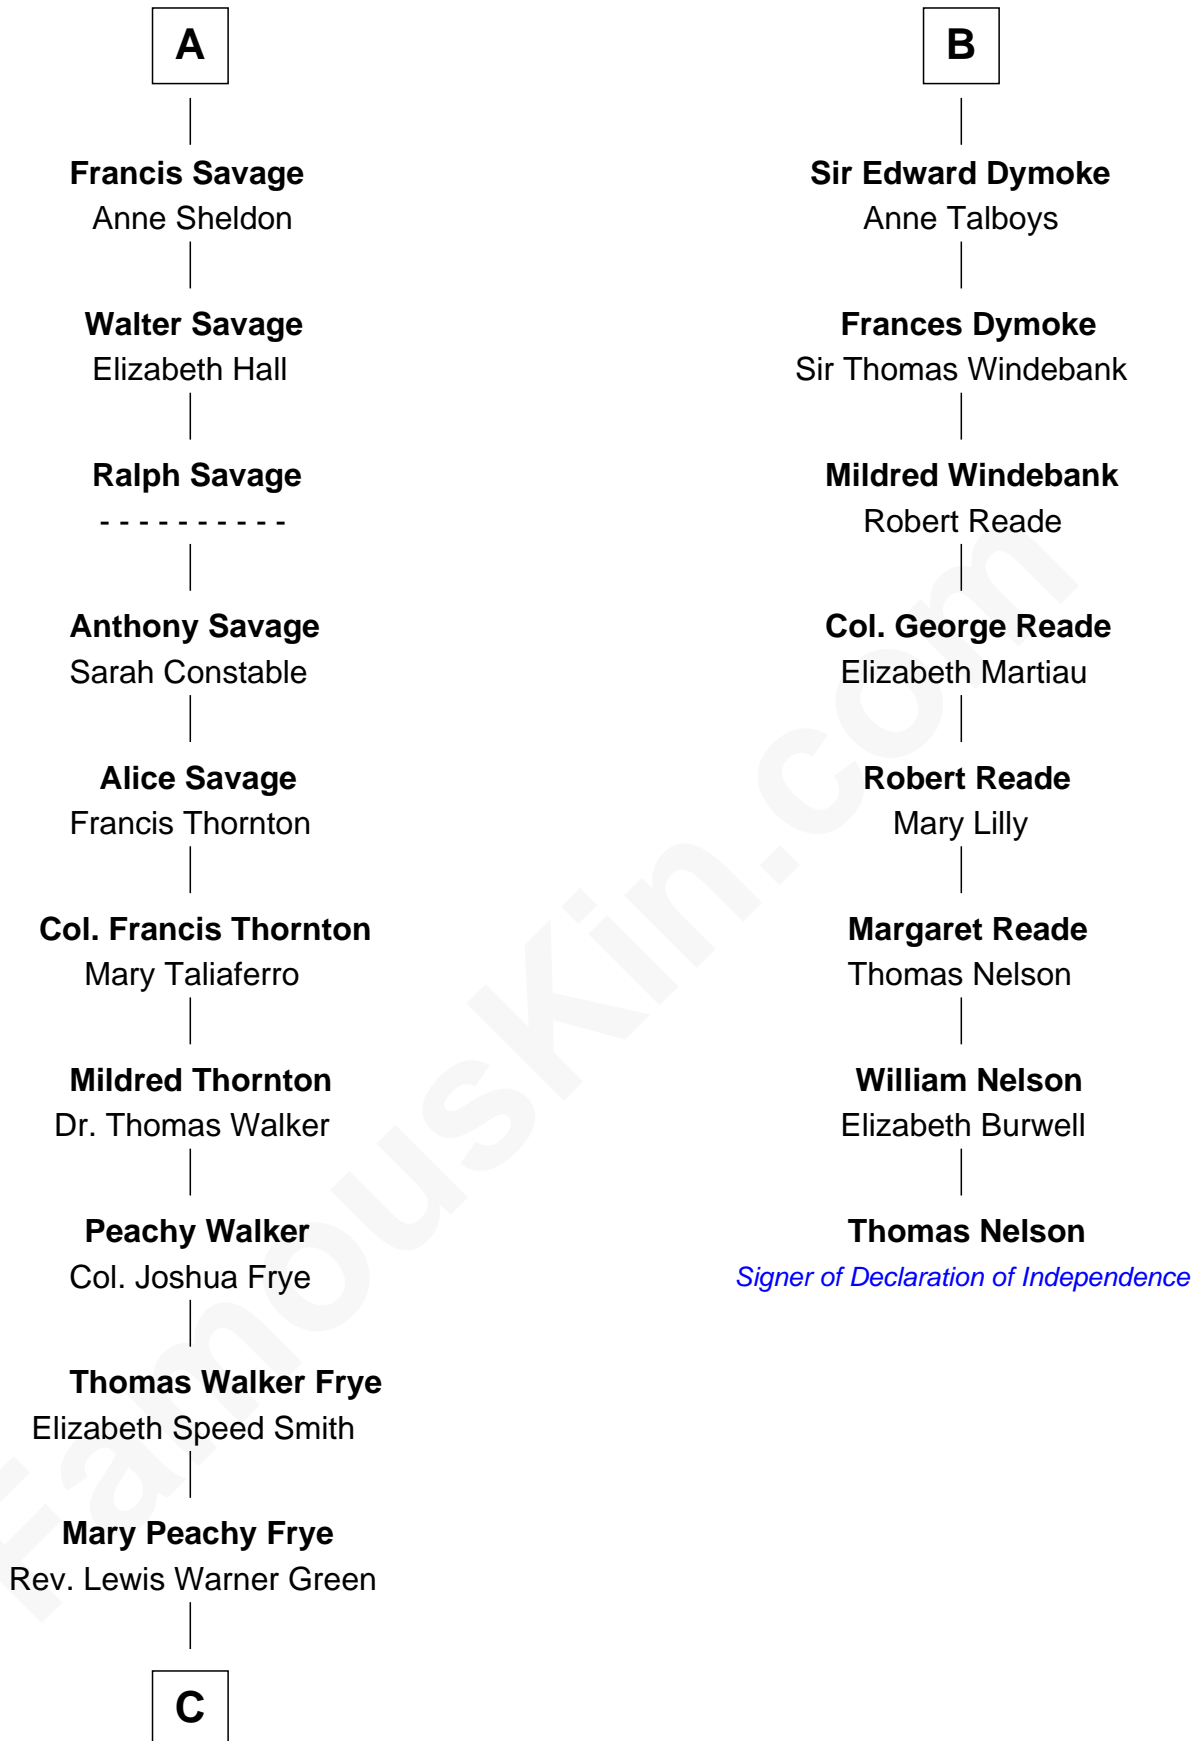 A
Francis Savage
Anne Sheldon
Walter Savage
Elizabeth Hall
Ralph Savage
- - - - - - - - - -
Anthony Savage
Sarah Constable
Alice Savage
Francis Thornton
Col. Francis Thornton
Mary Taliaferro
Mildred Thornton
Dr. Thomas Walker
Peachy Walker
Col. Joshua Frye
Thomas Walker Frye
Elizabeth Speed Smith
Mary Peachy Frye
Rev. Lewis Warner Green
C
B
Sir Edward Dymoke
Anne Talboys
Frances Dymoke
Sir Thomas Windebank
Mildred Windebank
Robert Reade
Col. George Reade
Elizabeth Martiau
Robert Reade
Mary Lilly
Margaret Reade
Thomas Nelson
William Nelson
Elizabeth Burwell
Thomas Nelson
Signer of Declaration of Independence
FamousKin.com